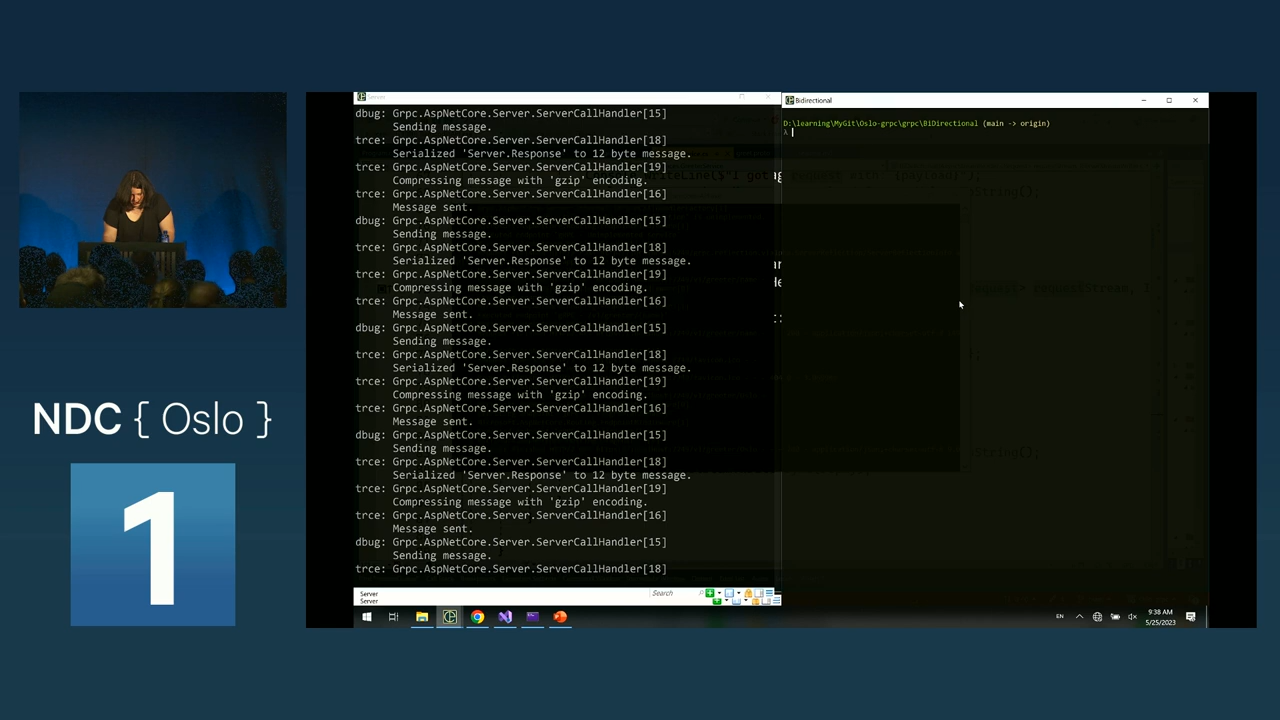 NDC { Oslo }
1
Server
dbug: Grpc.AspNetCore.Server.ServerCallHandler[15]
Sending message.
trce: Grpc.AspNetCore.Server.ServerCallHandler[18]
Serialized 'Server.Response' to 12 byte message.
trce: Grpc.AspNetCore.Server.ServerCallHandler[19]
Compressing message with 'gzip' encoding.
trce: Grpc.AspNetCore.Server.ServerCallHandler[16]
Message sent.
dbug: Grpc.AspNetCore.Server.ServerCallHandler[15]
Sending message.
trce: Grpc.AspNetCore.Server.ServerCallHandler[18]
Serialized 'Server.Response' to 12 byte message.
trce: Grpc.AspNetCore.Server.ServerCallHandler[19]
Compressing message with 'gzip' encoding.
trce: Grpc.AspNetCore.Server.ServerCallHandler[16]
Message sent.
dbug: Grpc.AspNetCore.Server.ServerCallHandler[15]
Sending message.
trce: Grpc.AspNetCore.Server.ServerCallHandler[18]
Serialized 'Server.Response' to 12 byte message.
trce: Grpc.AspNetCore.Server.ServerCallHandler[19]
Compressing message with 'gzip' encoding.
trce: Grpc.AspNetCore.Server.ServerCallHandler[16]
Message sent.
dbug: Grpc.AspNetCore.Server.ServerCallHandler[15]
Sending message.
trce: Grpc.AspNetCore.Server.ServerCallHandler[18]
Serialized 'Server.Response' to 12 byte message.
trce: Grpc.AspNetCore.Server.ServerCallHandler[19]
Compressing message with 'gzip' encoding.
trce: Grpc.AspNetCore.Server.ServerCallHandler[16]
Message sent.
dbug: Grpc.AspNetCore.Server.ServerCallHandler[15]
Sending message.
trce: Grpc.AspNetCore.Server.ServerCallHandler[18]
Server
Server
Search
Bidirectional
D:\learning\MyGit\Oslo-grpc\grpc\BiDirectional (main -> origin)
λ
EN
9:38 AM
5/25/2023